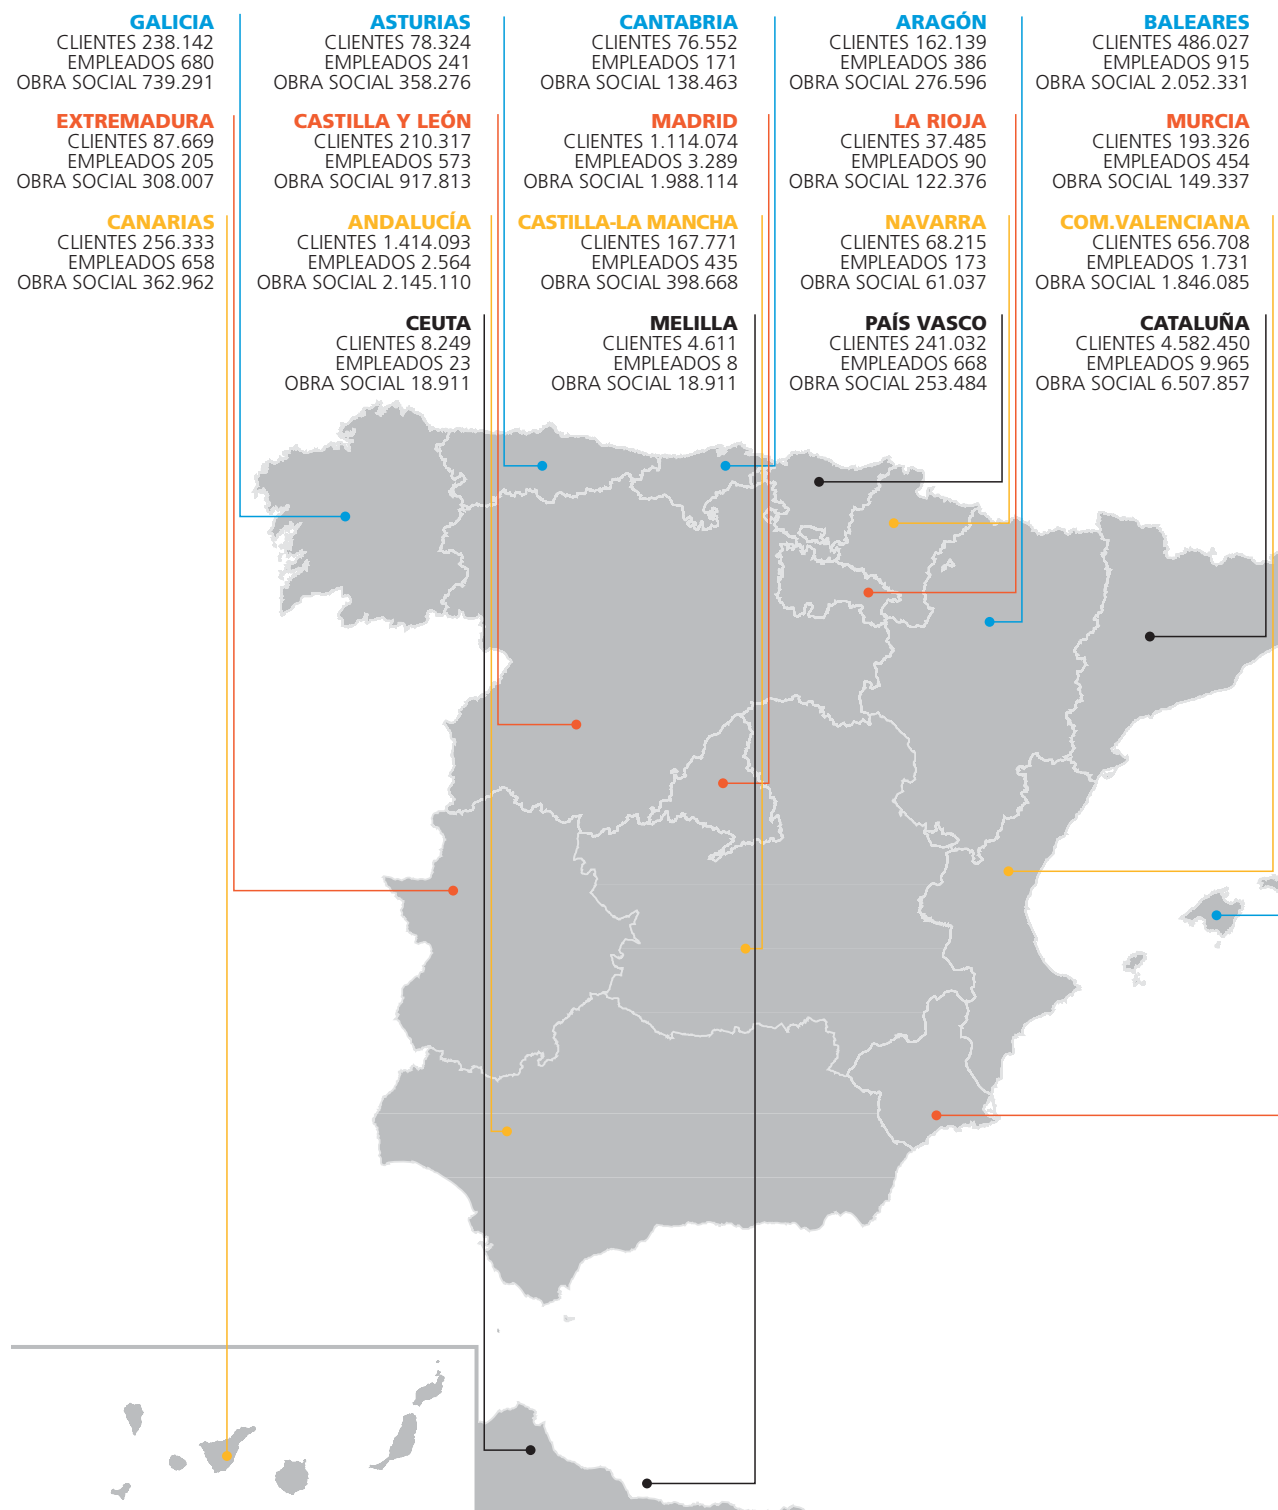 GALICIA
CLIENTES 238.142
EMPLEADOS 680
OBRA SOCIAL 739.291
ASTURIAS
CLIENTES 78.324
EMPLEADOS 241
OBRA SOCIAL 358.276
CANTABRIA
CLIENTES 76.552
EMPLEADOS 171
OBRA SOCIAL 138.463
ARAGÓN
CLIENTES 162.139
EMPLEADOS 386
OBRA SOCIAL 276.596
BALEARES
CLIENTES 486.027
EMPLEADOS 915
OBRA SOCIAL 2.052.331
EXTREMADURA
CLIENTES 87.669
EMPLEADOS 205
OBRA SOCIAL 308.007
CASTILLA Y LEÓN
CLIENTES 210.317
EMPLEADOS 573
OBRA SOCIAL 917.813
MADRID
CLIENTES 1.114.074
EMPLEADOS 3.289
OBRA SOCIAL 1.988.114
LA RIOJA
CLIENTES 37.485
EMPLEADOS 90
OBRA SOCIAL 122.376
MURCIA
CLIENTES 193.326
EMPLEADOS 454
OBRA SOCIAL 149.337
CANARIAS
CLIENTES 256.333
EMPLEADOS 658
OBRA SOCIAL 362.962
ANDALUCÍA
CLIENTES 1.414.093
EMPLEADOS 2.564
OBRA SOCIAL 2.145.110
CASTILLA-LA MANCHA
CLIENTES 167.771
EMPLEADOS 435
OBRA SOCIAL 398.668
NAVARRA
CLIENTES 68.215
EMPLEADOS 173
OBRA SOCIAL 61.037
COM.VALENCIANA
CLIENTES 656.708
EMPLEADOS 1.731
OBRA SOCIAL 1.846.085
CEUTA
CLIENTES 8.249
EMPLEADOS 23
OBRA SOCIAL 18.911
MELILLA
CLIENTES 4.611
EMPLEADOS 8
OBRA SOCIAL 18.911
PAÍS VASCO
CLIENTES 241.032
EMPLEADOS 668
OBRA SOCIAL 253.484
CATALUÑA
CLIENTES 4.582.450
EMPLEADOS 9.965
OBRA SOCIAL 6.507.857